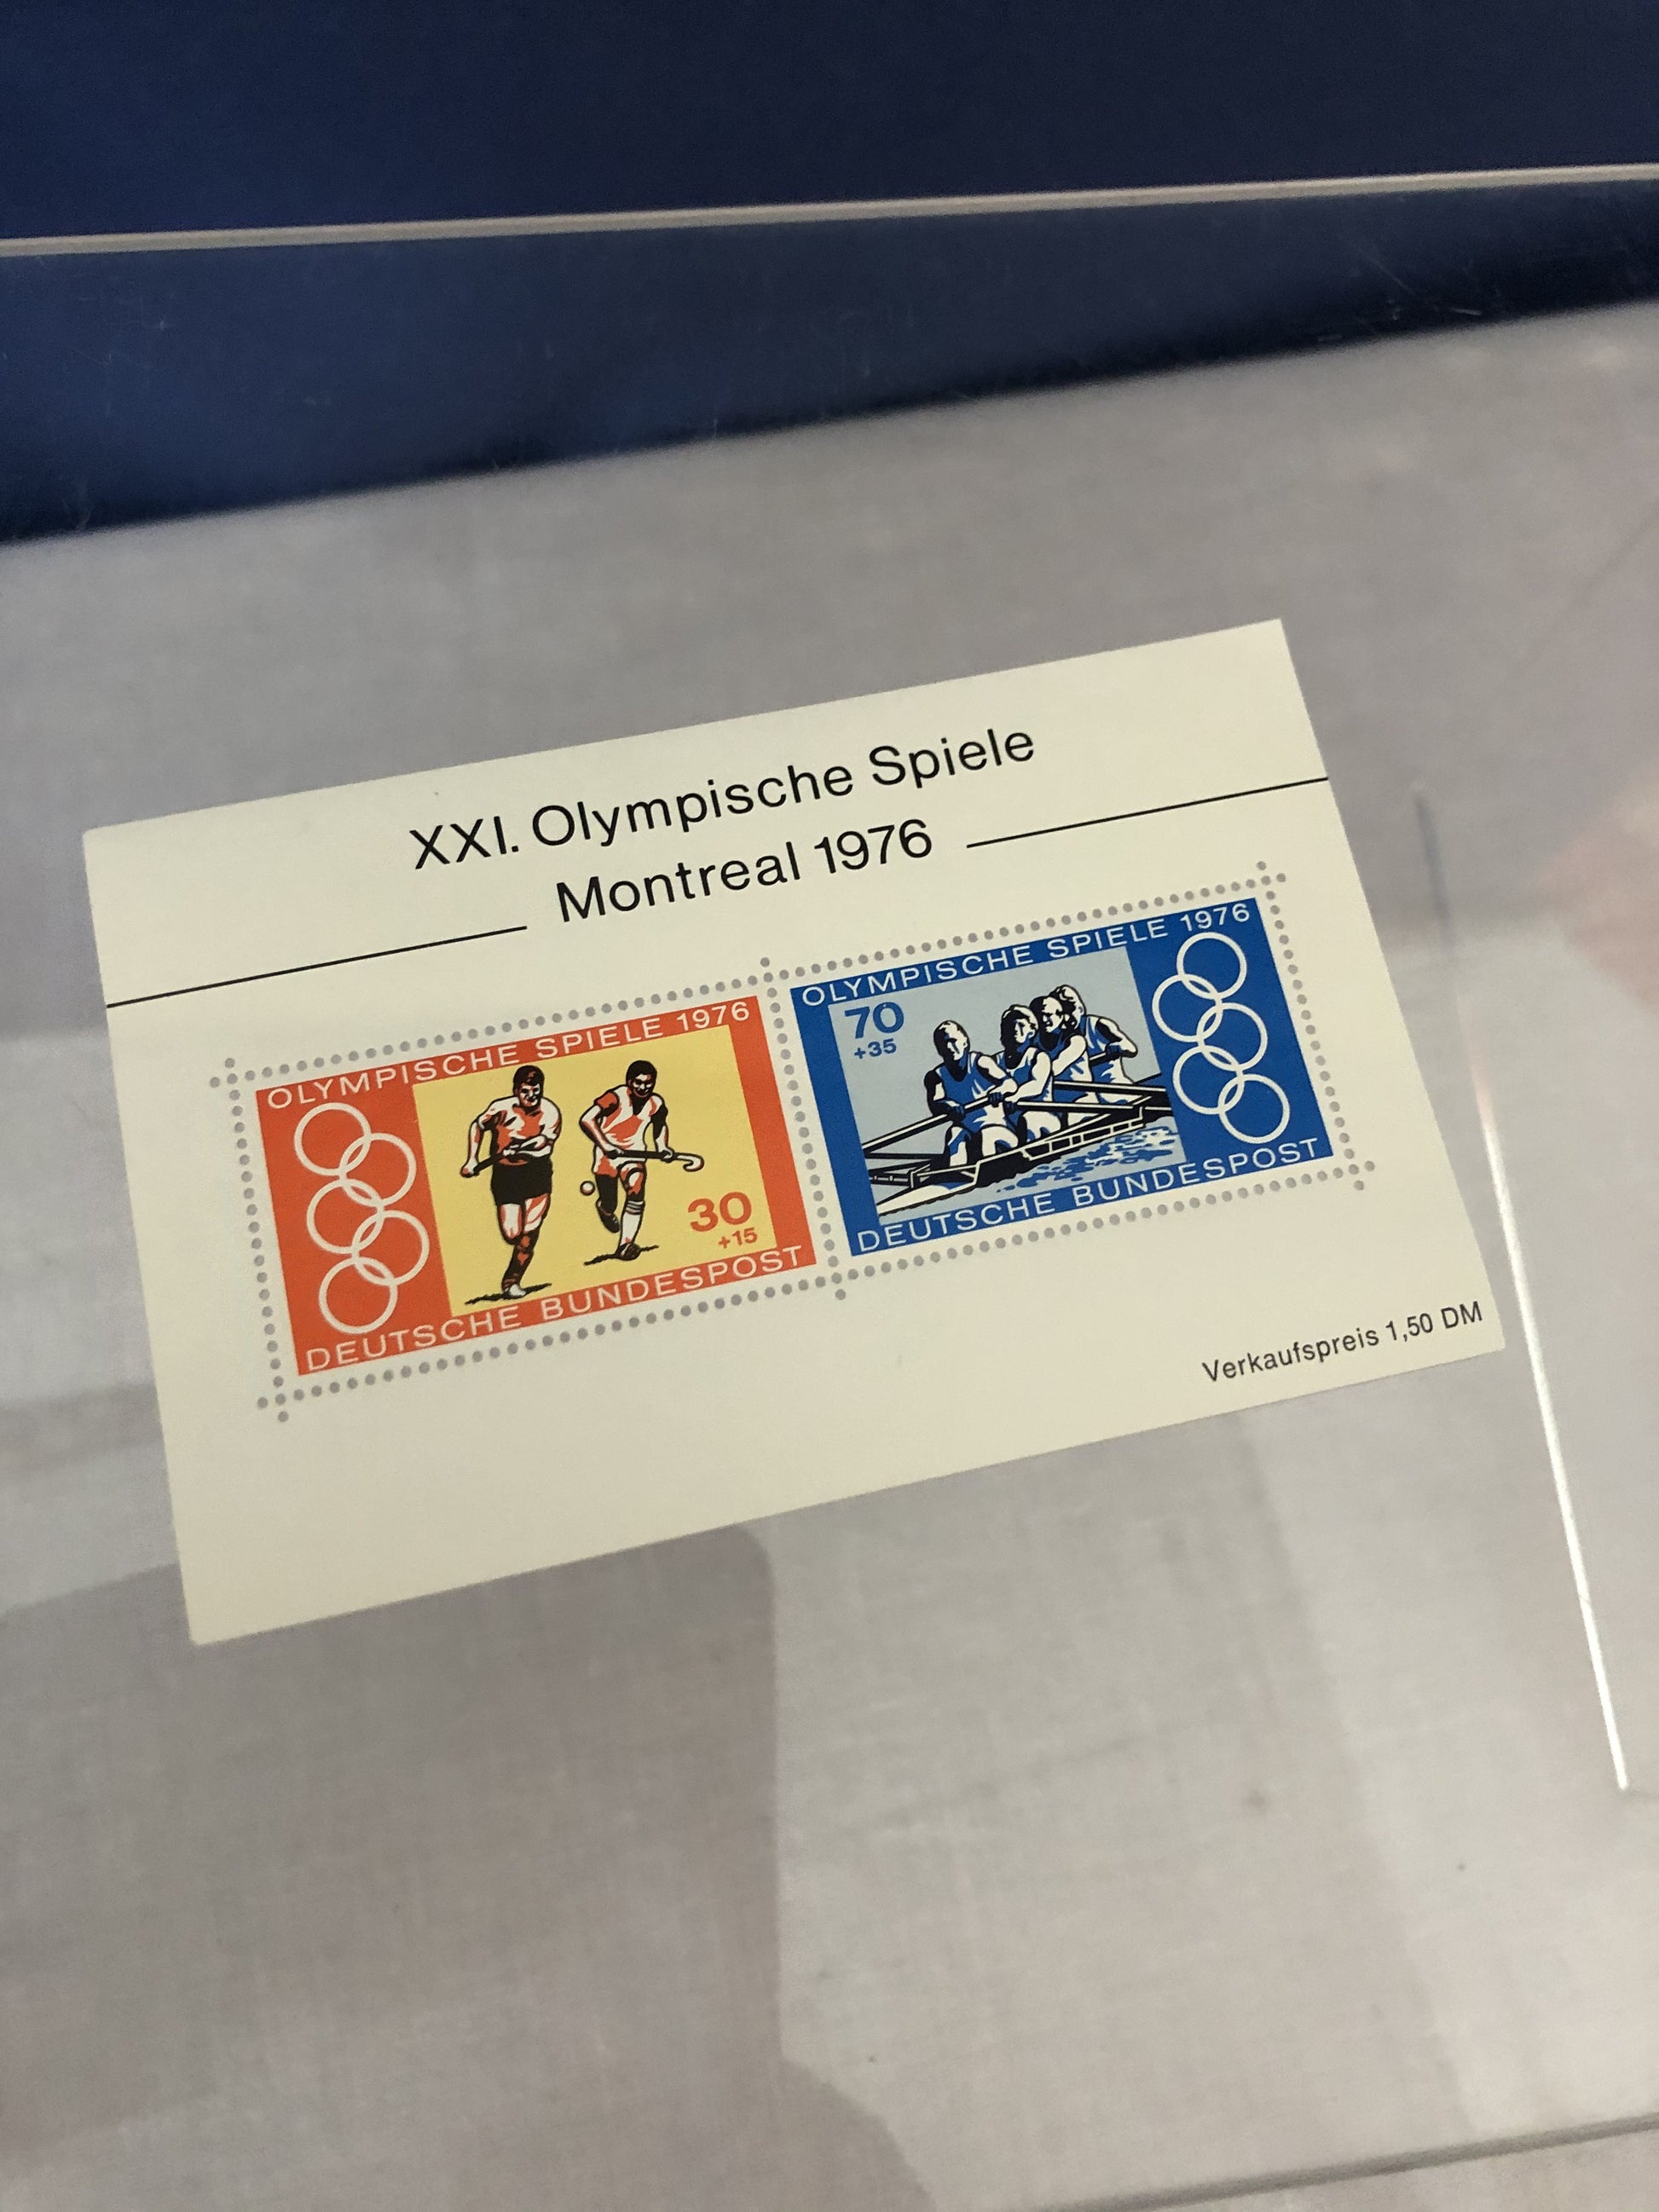 XXI. Olympische Spiele
Montreal 1976
OLYMPISCHE SPIELE 1976
30
+15
DEUTSCHE BUNDESPOST
OLYMPISCHE SPIELE 1976
70
+35
DEUTSCHE BUNDESPOST
Verkaufspreis 1,50 DM